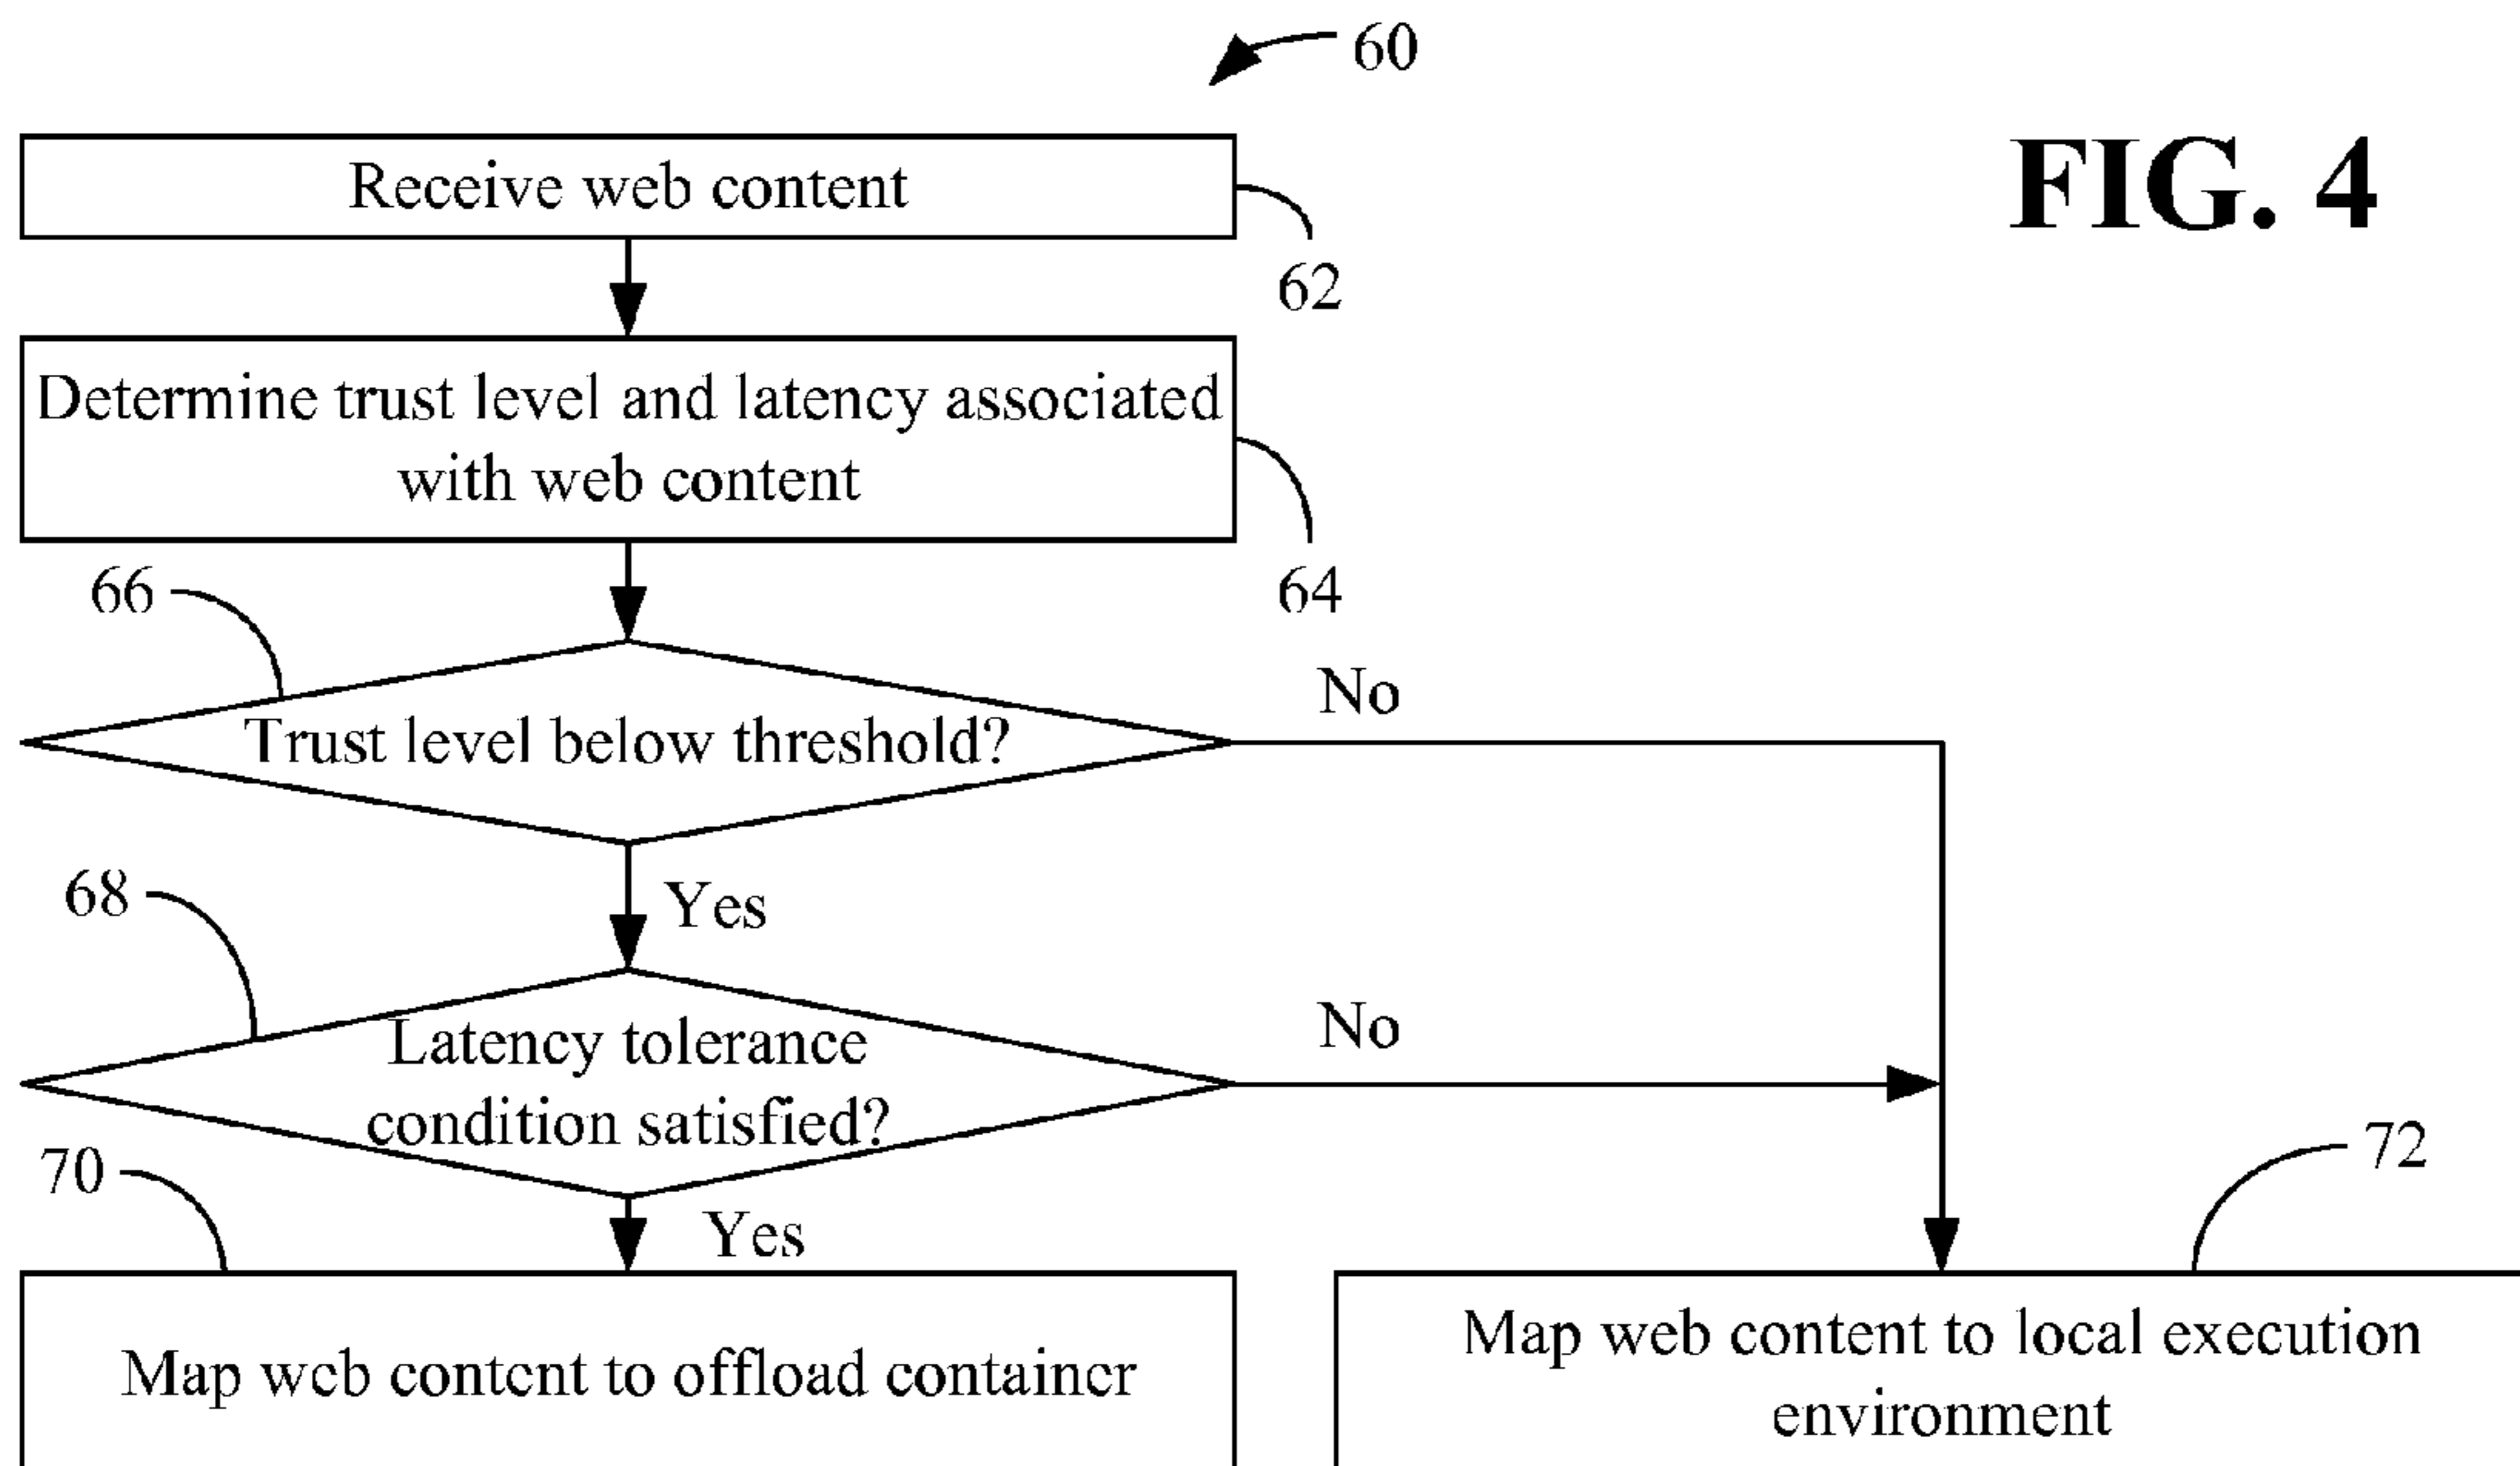 60
FIG. 4
Receive web content
62
Determine trust level and latency associated
with web content
64
66
Trust level below threshold?
No
Yes
68
Latency tolerance
condition satisfied?
No
Yes
70
72
Map web content to offload container
Map web content to local execution
environment